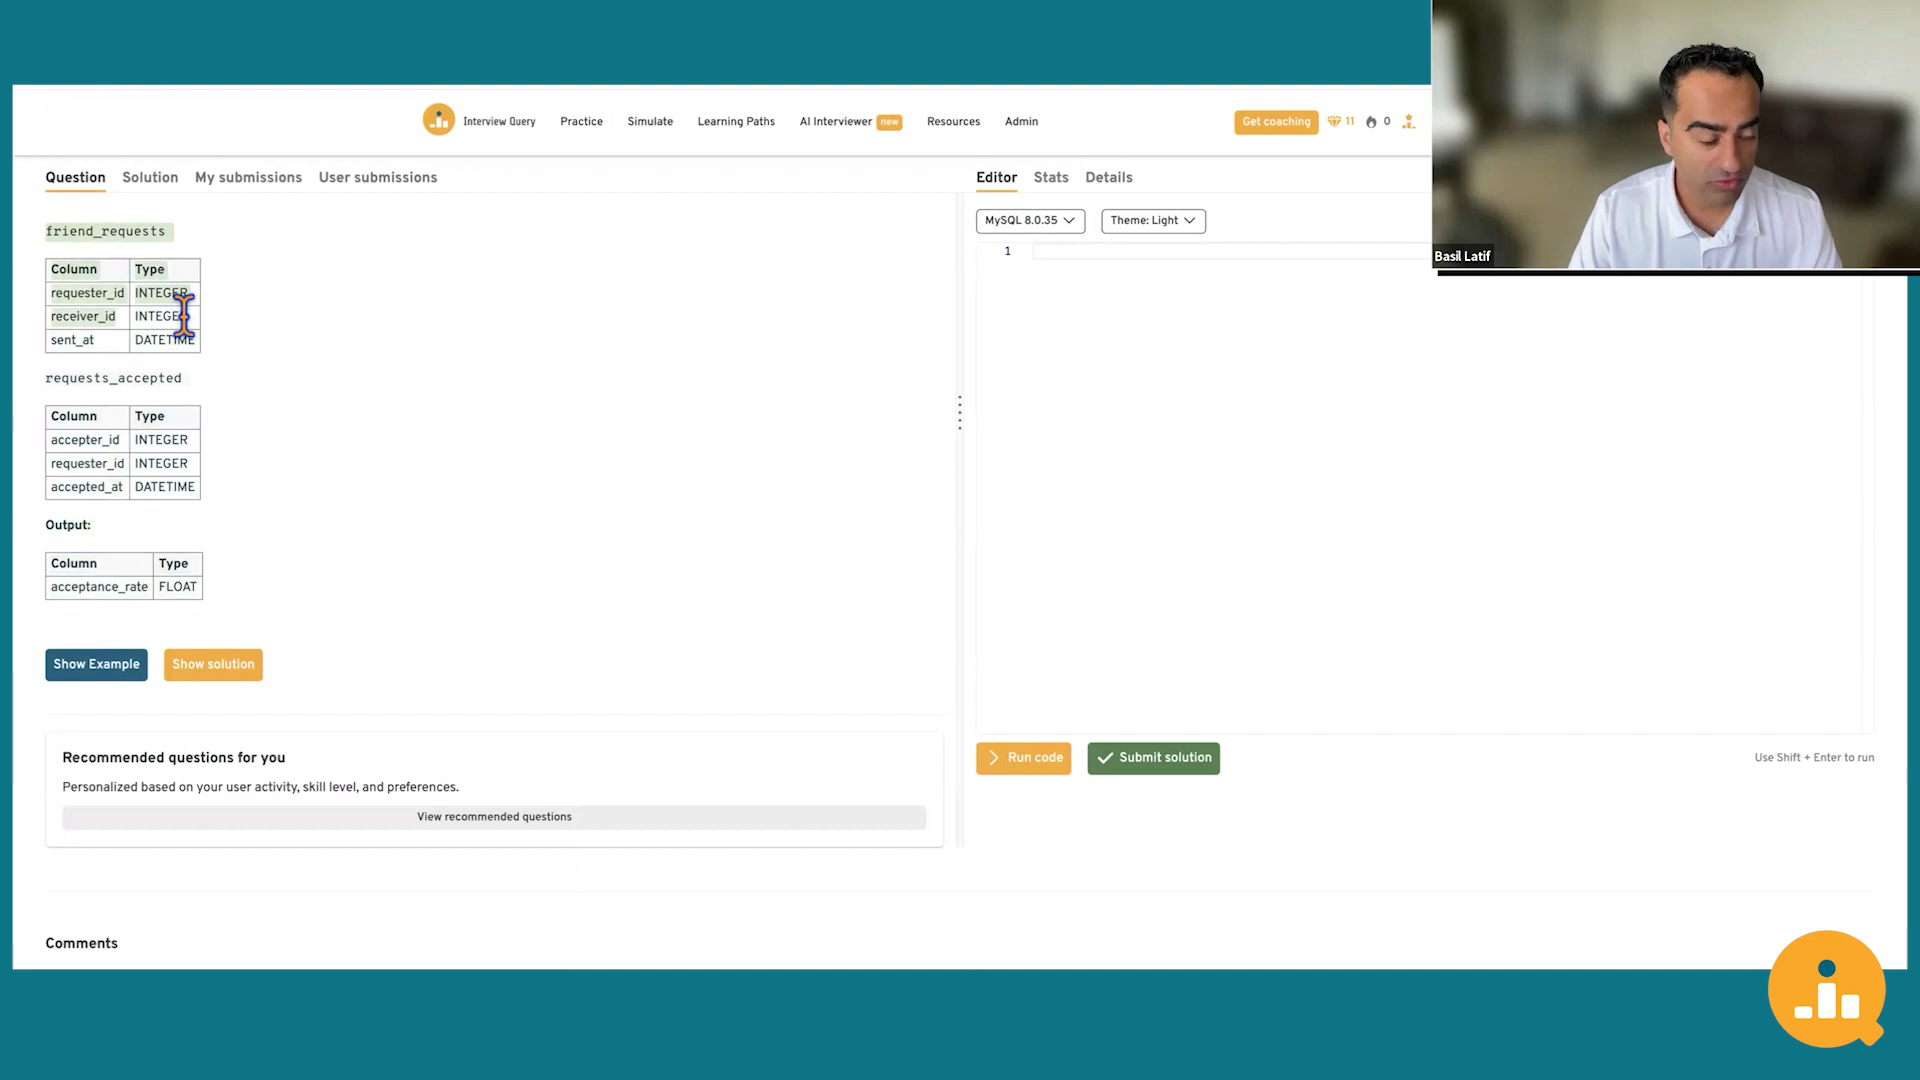 Interview Query Practice Simulate Learning Paths AI Interviewer new Resources Admin Get coaching 11 0
Basil Latif
Question Solution My submissions User submissions
friend_requests
Column Type
requester_id INTEGER
receiver_id INTEGER
sent_at DATETIME
requests_accepted
Column Type
accepter_id INTEGER
requester_id INTEGER
accepted_at DATETIME
Output:
Column Type
acceptance_rate FLOAT
Show Example Show solution
Recommended questions for you
Personalized based on your user activity, skill level, and preferences.
View recommended questions
Comments
Editor Stats Details
MySQL 8.0.35 Theme: Light
1
Run code Submit solution Use Shift + Enter to run